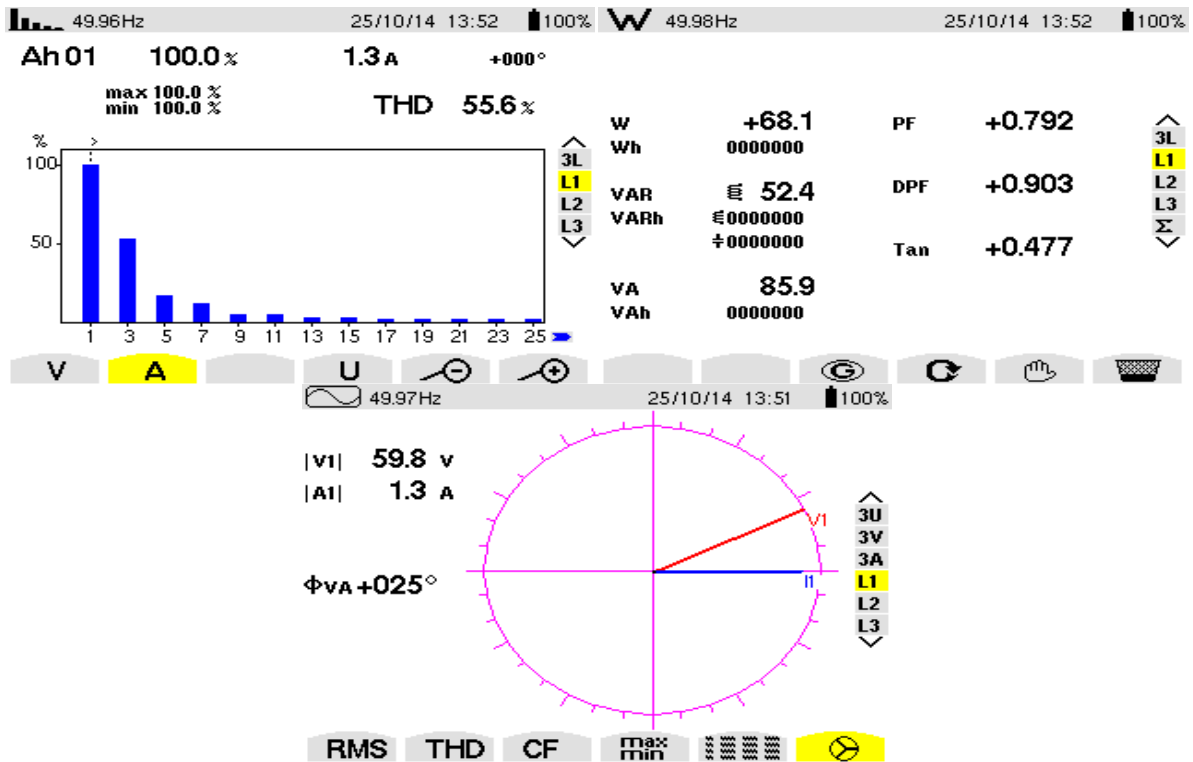 49.96Hz 25/10/14 13:52 100%
Ah 01 100.0 % 1.3 A +000°
max 100.0 %
min 100.0 %
THD 55.6 %
%
100
50
1 3 5 7 9 11 13 15 17 19 21 23 25
3L
L1
L2
L3
V A U
W 49.98Hz 25/10/14 13:52 100%
W +68.1 PF +0.792
Wh 0000000
VAR 52.4 DPF +0.903
VARh 0000000
0000000 Tan +0.477
VA 85.9
VAh 0000000
3L
L1
L2
L3
Σ
G
49.97Hz 25/10/14 13:51 100%
|V1| 59.8 V
|A1| 1.3 A
ΦVA +025°
V1
I1
3U
3V
3A
L1
L2
L3
RMS THD CF max min